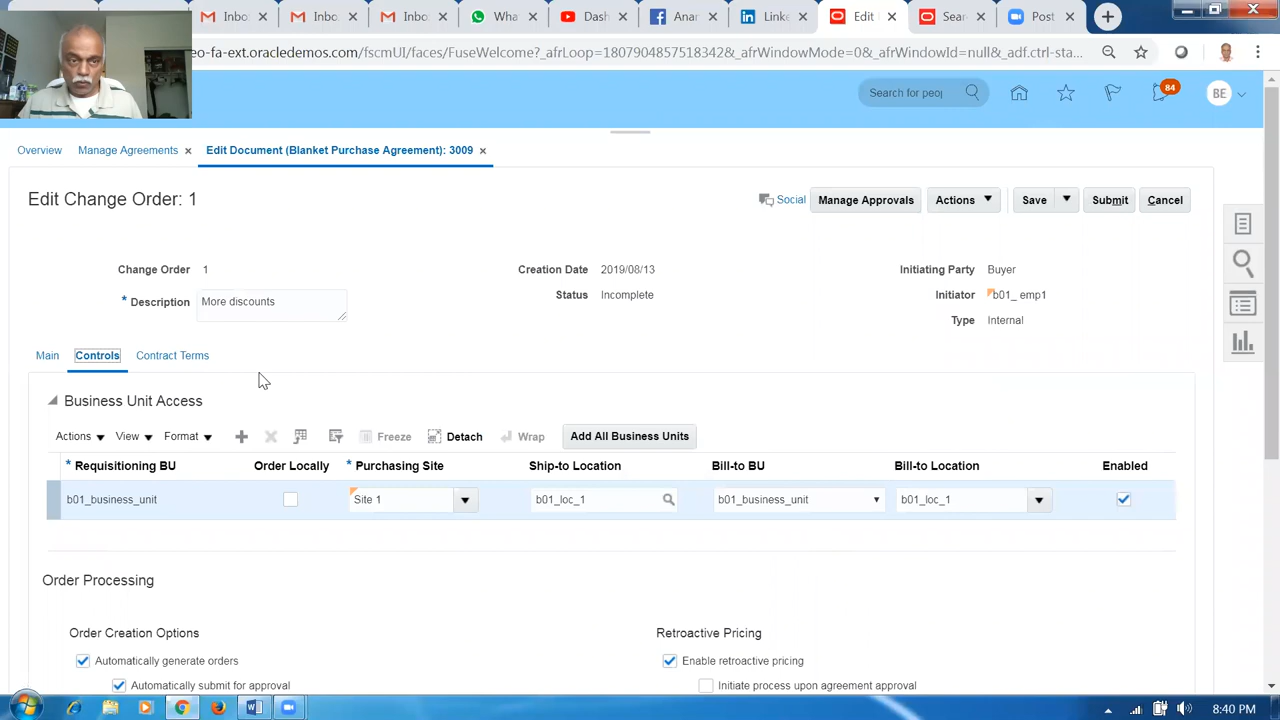 Inbo
Inbo
Inbo
Wha
Dash
Anan
Linke
Edit
Sear
Post
eo-fa-ext.oracledemos.com/fscmUI/faces/FuseWelcome?_afrLoop=18079048575183428&_afrWindowMode=0&_afrWindowId=null&_adf.ctrl-sta...
Search for peop
84
BE
Overview
Manage Agreements
Edit Document (Blanket Purchase Agreement): 3009
Edit Change Order: 1
Social
Manage Approvals
Actions
Save
Submit
Cancel
Change Order 1
Creation Date 2019/08/13
Initiating Party Buyer
* Description More discounts
Status Incomplete
Initiator b01_ emp1
Type Internal
Main
Controls
Contract Terms
Business Unit Access
Actions
View
Format
Freeze
Detach
Wrap
Add All Business Units
* Requisitioning BU
Order Locally
* Purchasing Site
Ship-to Location
Bill-to BU
Bill-to Location
Enabled
b01_business_unit
Site 1
b01_loc_1
b01_business_unit
b01_loc_1
Order Processing
Order Creation Options
Retroactive Pricing
Automatically generate orders
Enable retroactive pricing
Automatically submit for approval
Initiate process upon agreement approval
8:40 PM